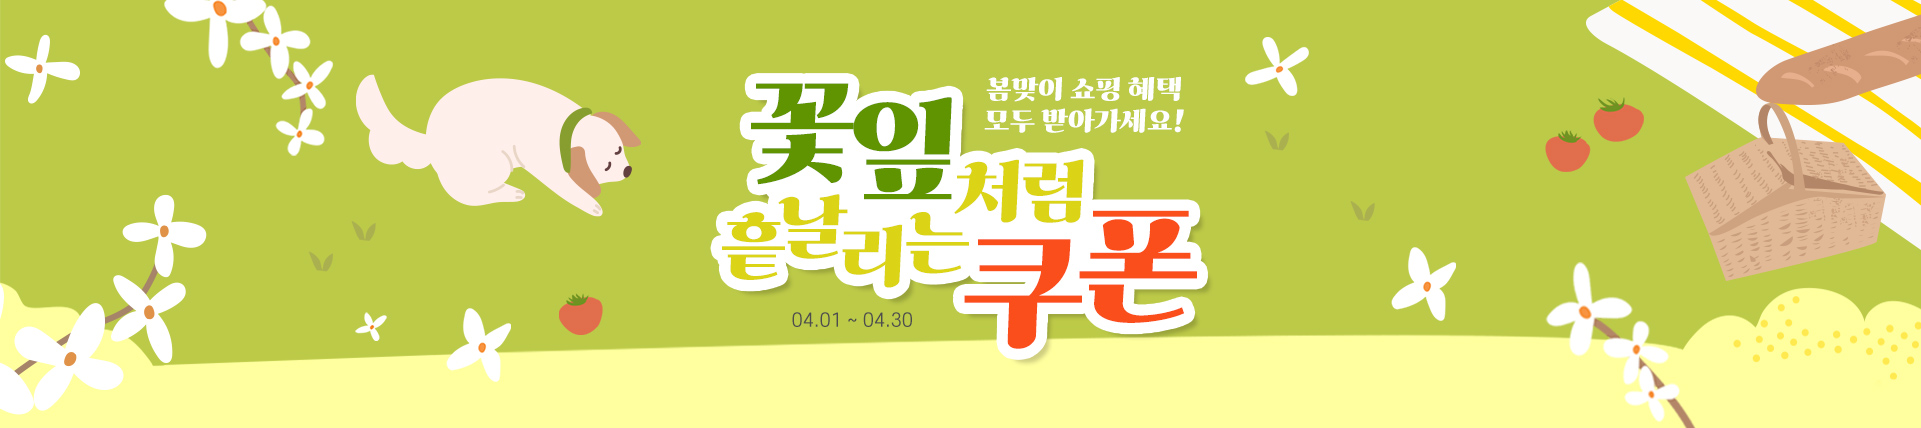 봄맞이 쇼핑 혜택
모두 받아가세요!
꽃잎처럼
흩날리는
쿠폰
04.01 ~ 04.30